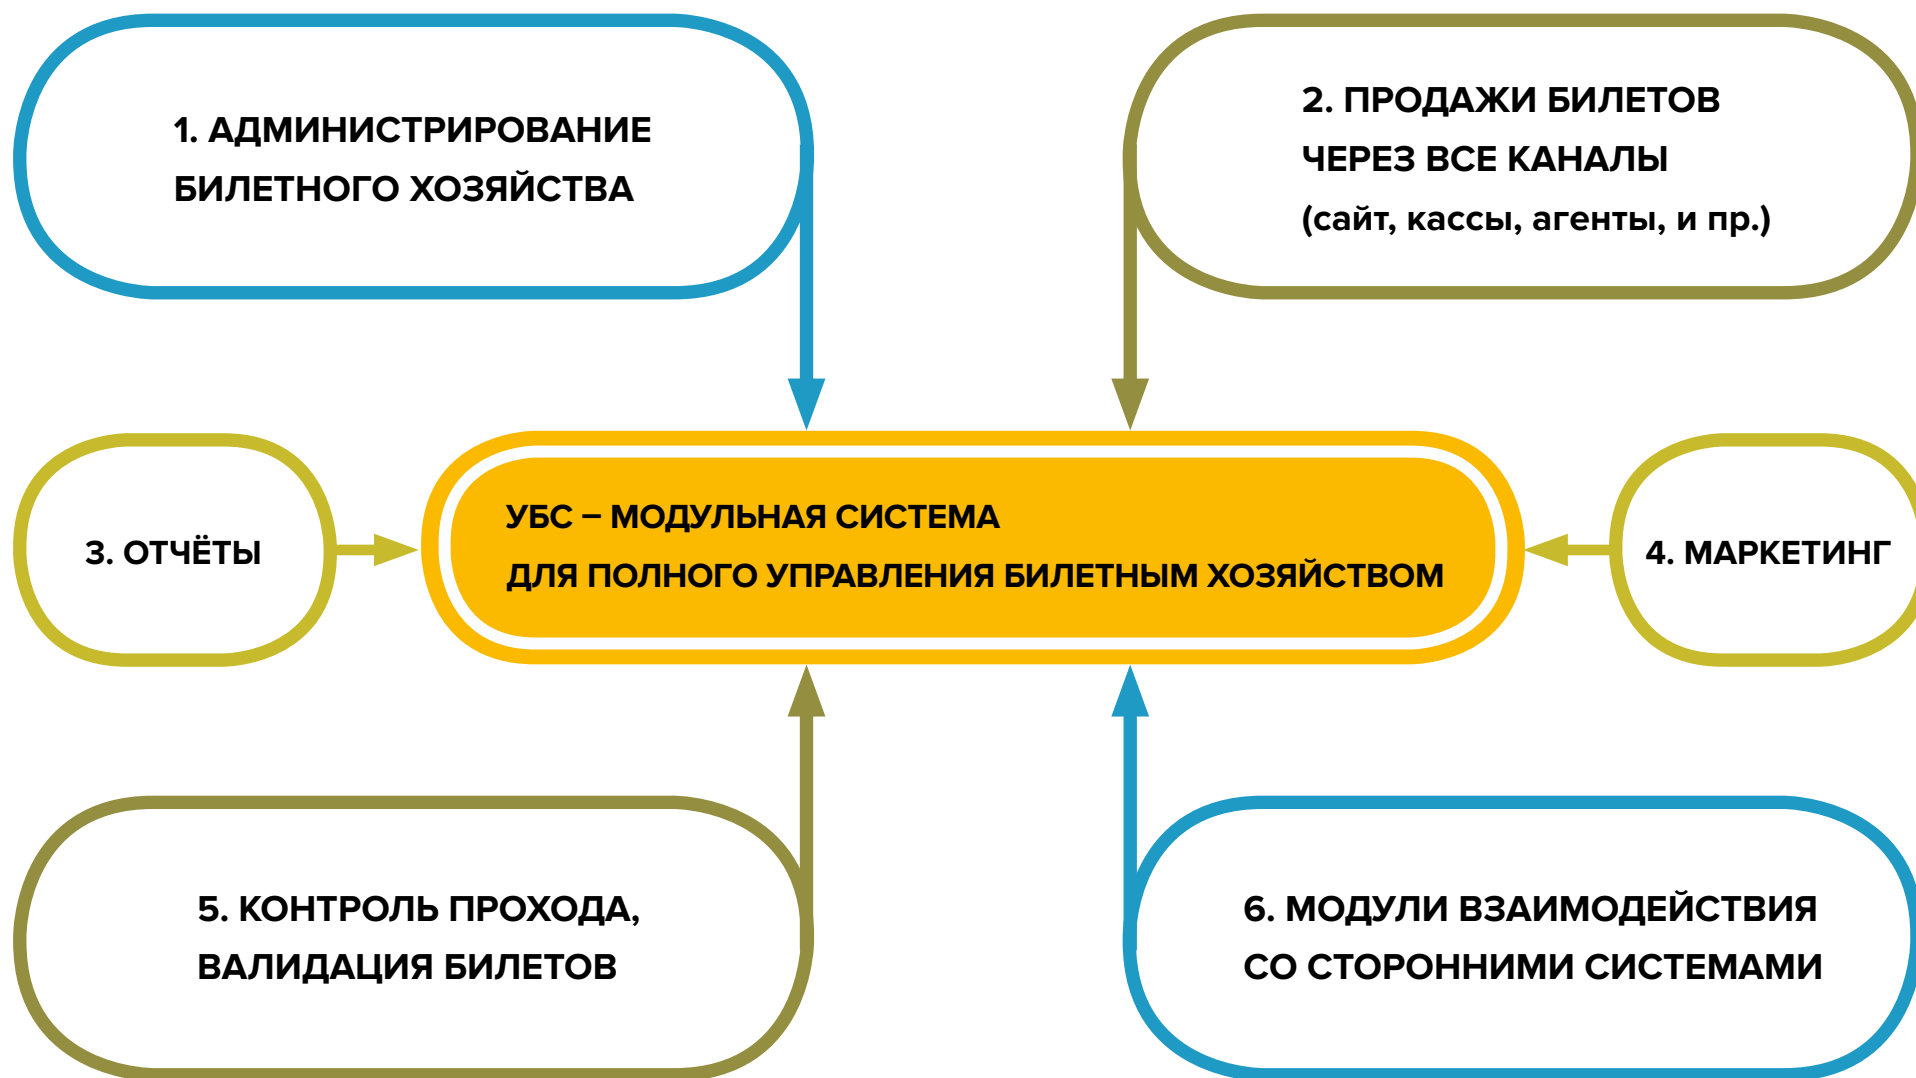 1. АДМИНИСТРИРОВАНИЕ
БИЛЕТНОГО ХОЗЯЙСТВА
2. ПРОДАЖИ БИЛЕТОВ
ЧЕРЕЗ ВСЕ КАНАЛЫ
(сайт, кассы, агенты, и пр.)
3. ОТЧЁТЫ
УБС – МОДУЛЬНАЯ СИСТЕМА
ДЛЯ ПОЛНОГО УПРАВЛЕНИЯ БИЛЕТНЫМ ХОЗЯЙСТВОМ
4. МАРКЕТИНГ
5. КОНТРОЛЬ ПРОХОДА,
ВАЛИДАЦИЯ БИЛЕТОВ
6. МОДУЛИ ВЗАИМОДЕЙСТВИЯ
СО СТОРОННИМИ СИСТЕМАМИ